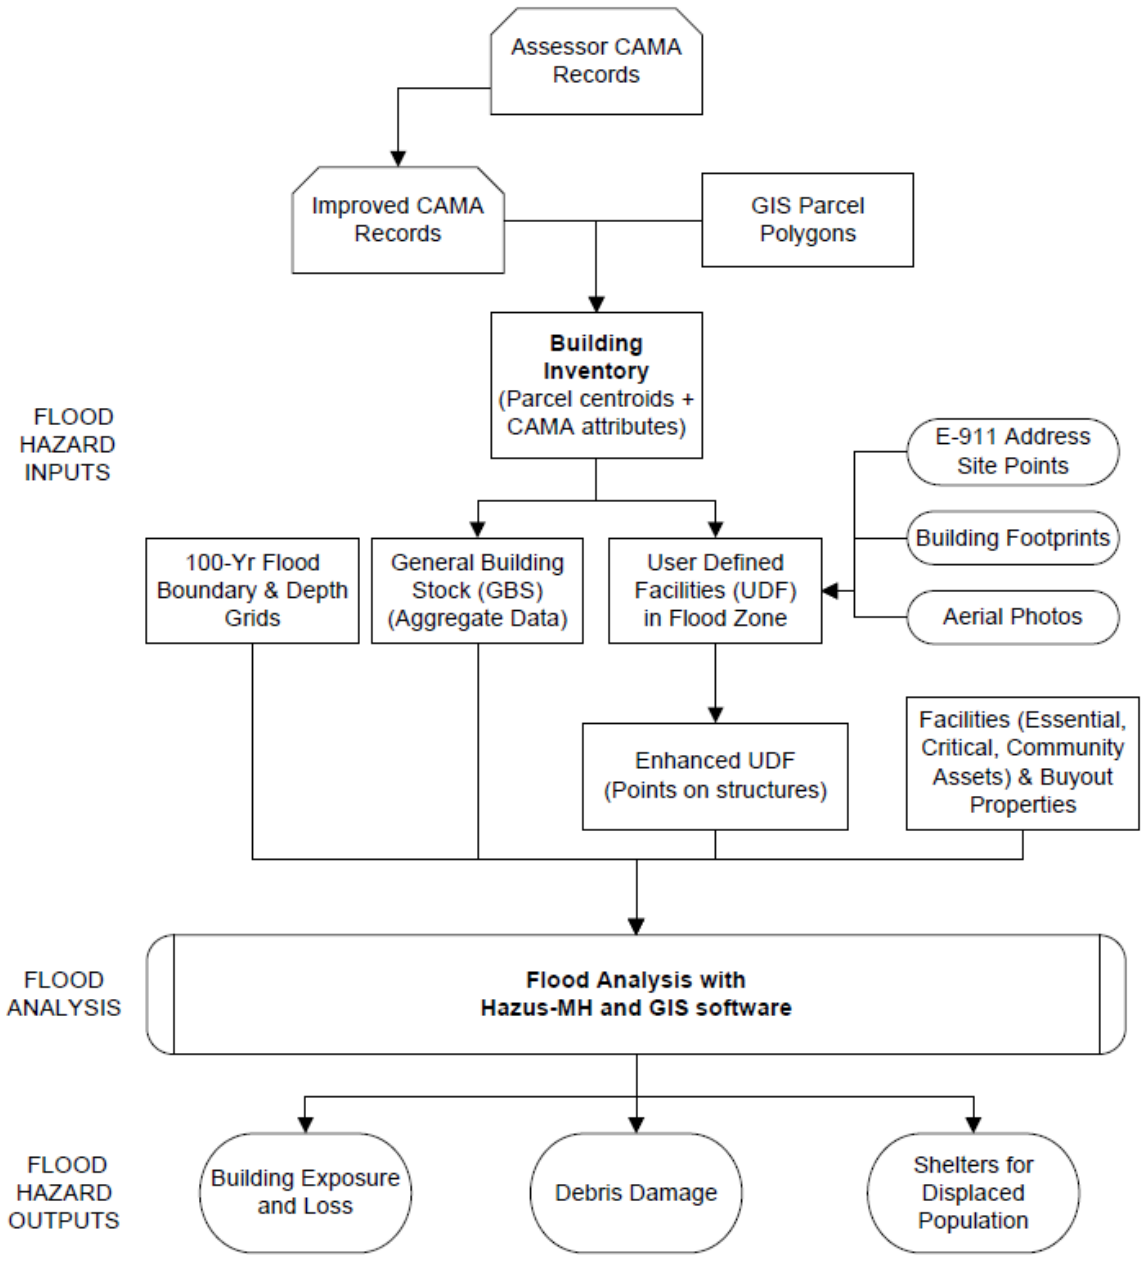 Assessor CAMA
Records
Improved CAMA
Records
GIS Parcel
Polygons
Building
Inventory
(Parcel centroids +
CAMA attributes)
FLOOD
HAZARD
INPUTS
E-911 Address
Site Points
Building Footprints
Aerial Photos
100-Yr Flood
Boundary & Depth
Grids
General Building
Stock (GBS)
(Aggregate Data)
User Defined
Facilities (UDF)
in Flood Zone
Enhanced UDF
(Points on structures)
Facilities (Essential,
Critical, Community
Assets) & Buyout
Properties
FLOOD
ANALYSIS
Flood Analysis with
Hazus-MH and GIS software
FLOOD
HAZARD
OUTPUTS
Building Exposure
and Loss
Debris Damage
Shelters for
Displaced
Population